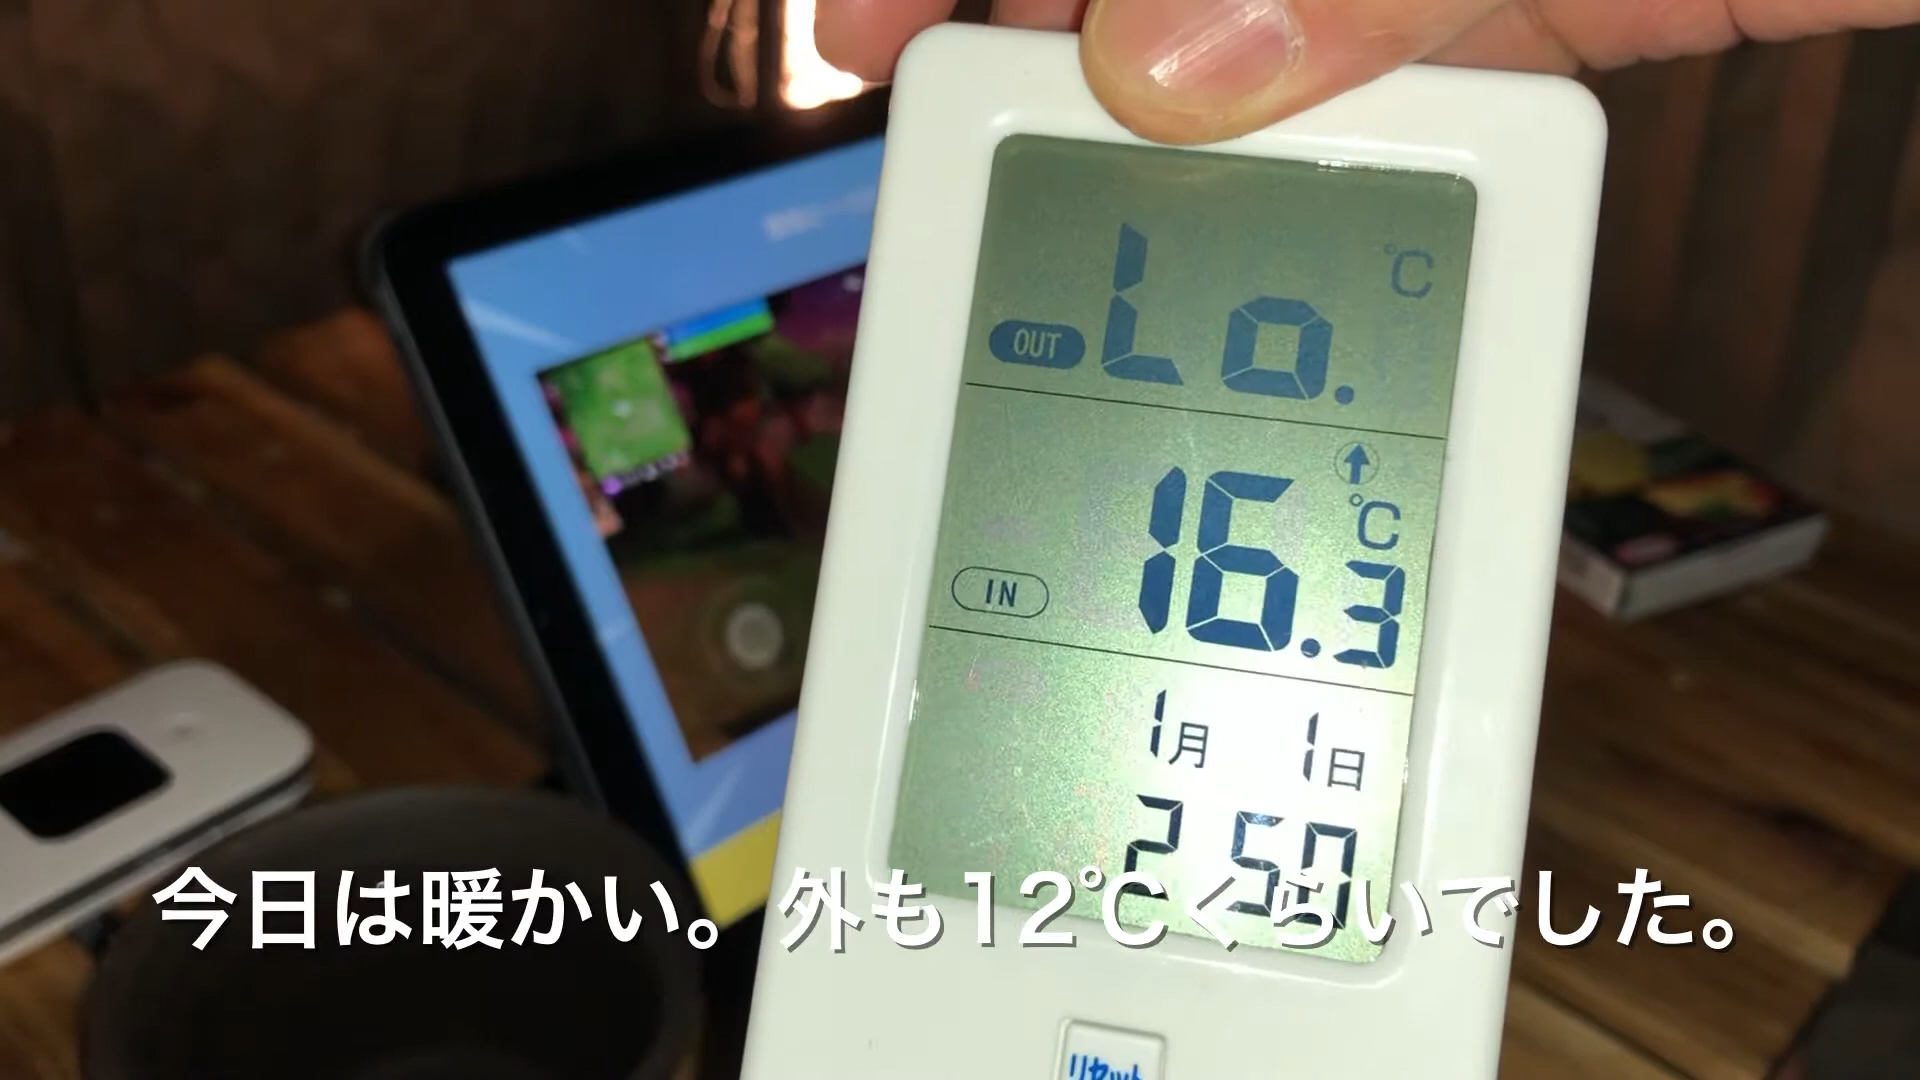 Lo. ℃
OUT
16.3 ℃
IN
1月 1日
2 50
今日は暖かい。外も12℃くらいでした。
リセット